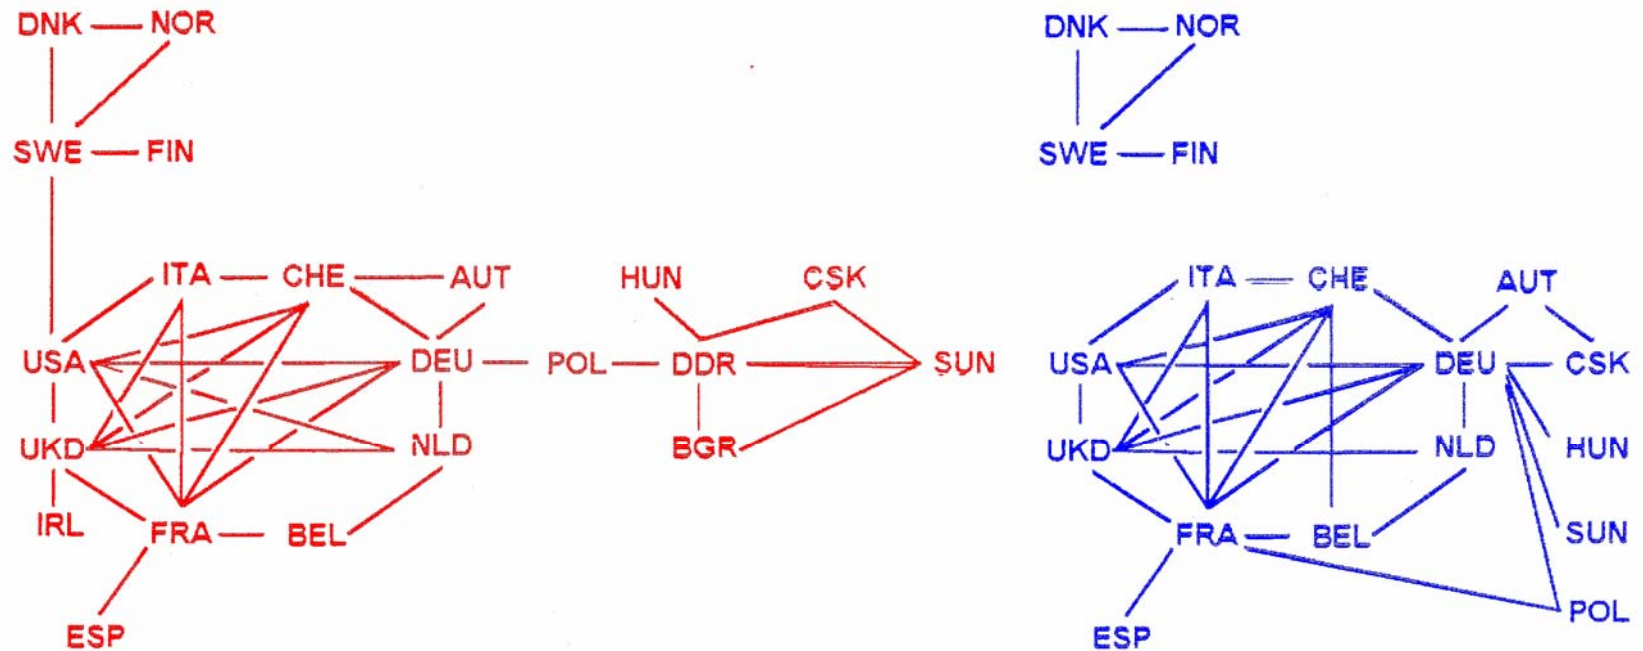 DNK NOR
SWE FIN
ITA CHE AUT HUN CSK
USA DEU POL DDR SUN
UKD NLD BGR
IRL FRA BEL
ESP
DNK NOR
SWE FIN
ITA CHE AUT
USA DEU CSK
UKD NLD HUN
FRA BEL SUN
POL
ESP